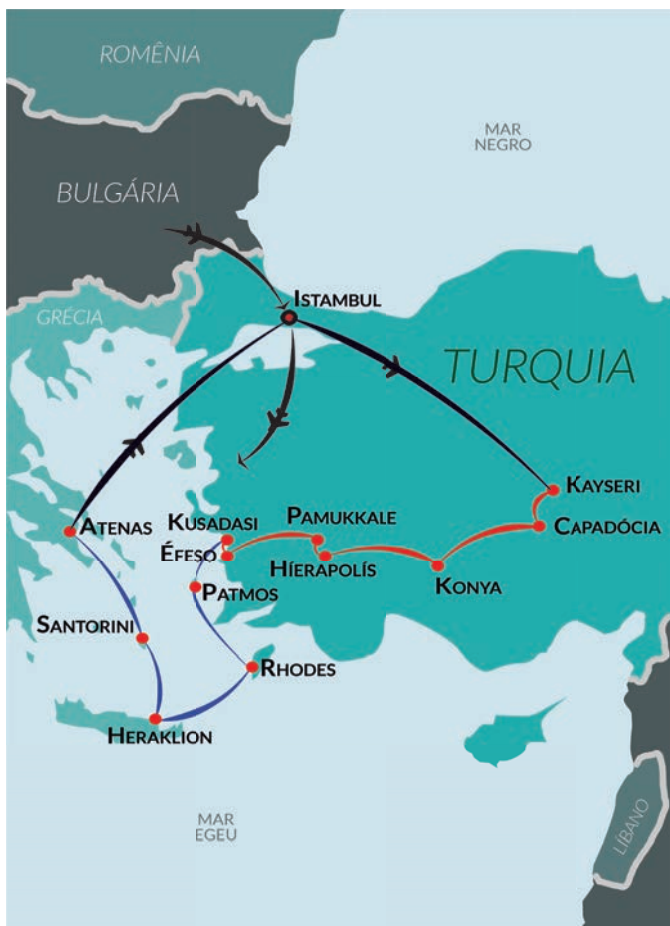 ROMÊNIA
MAR
NEGRO
BULGÁRIA
ISTAMBUL
GRÉCIA
TURQUIA
KAYSERI
ATENAS
KUSADASI
PAMUKKALE
CAPADÓCIA
ÉFESO
HÍERAPOLÍS
KONYA
PATMOS
SANTORINI
RHODES
HERAKLION
MAR
EGEU
LÍBANO